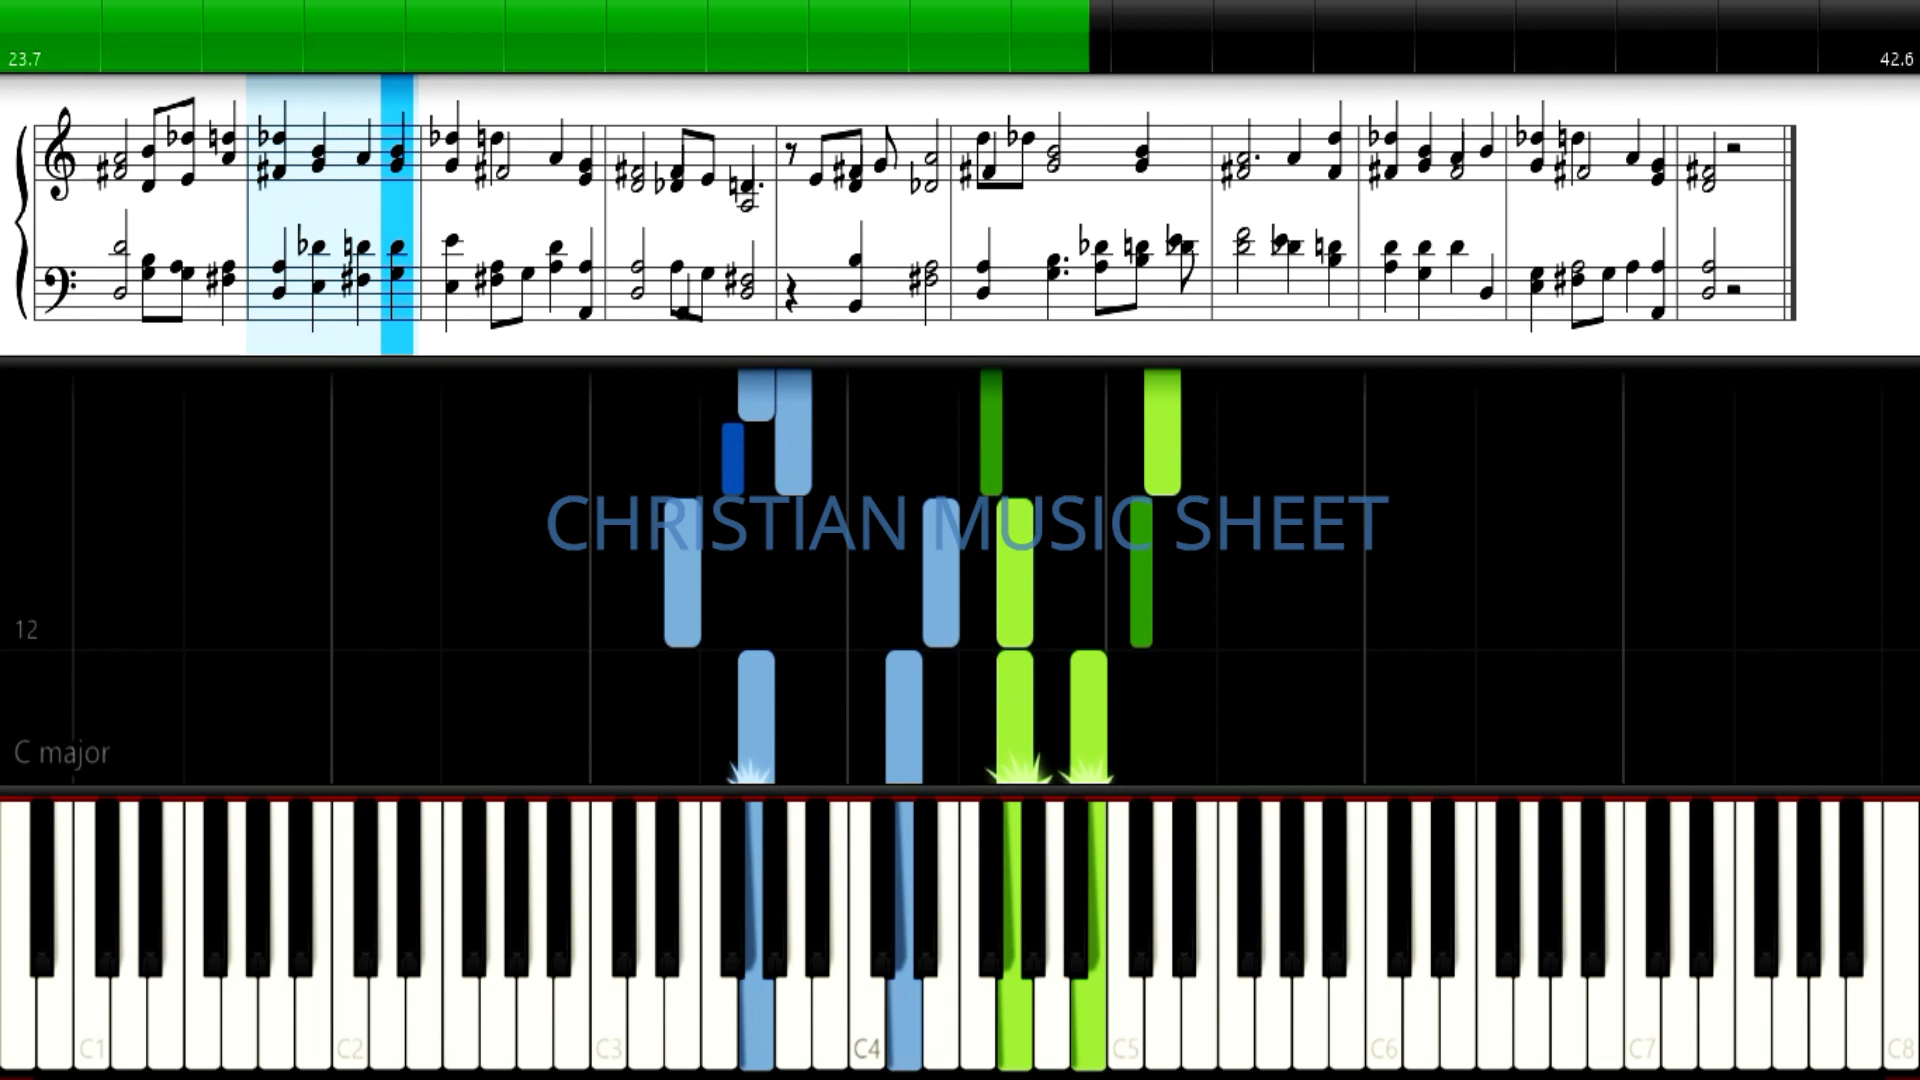 23.7
42.6
CHRISTIAN MUSIC SHEET
12
C major
C1 C2 C3 C4 C5 C6 C7 C8